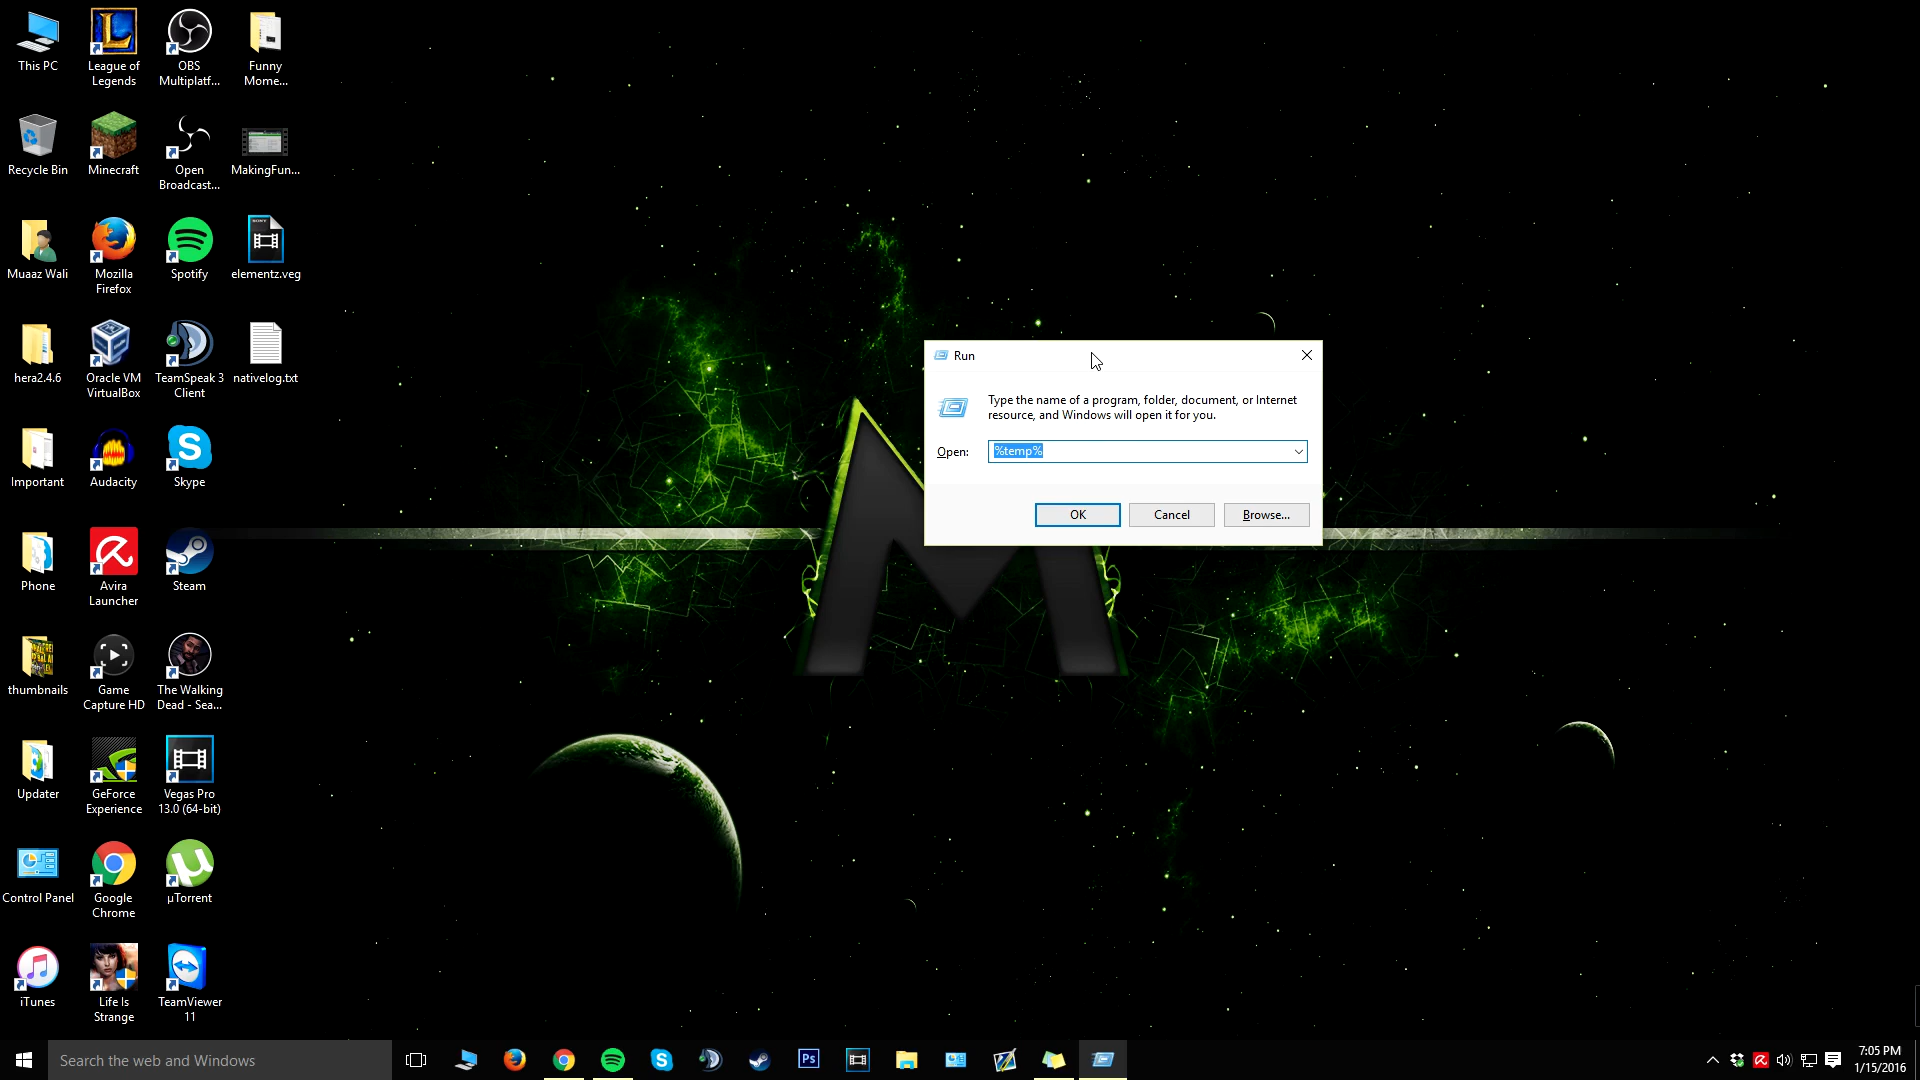 This PC
League of
Legends
OBS
Multiplatf...
Funny
Mome...
Recycle Bin
Minecraft
Open
Broadcast...
MakingFun...
Muaaz Wali
Mozilla
Firefox
Spotify
elementz.veg
hera2.4.6
Oracle VM
VirtualBox
TeamSpeak 3
Client
nativelog.txt
Important
Audacity
Skype
Phone
Avira
Launcher
Steam
thumbnails
Game
Capture HD
The Walking
Dead - Sea...
Updater
GeForce
Experience
Vegas Pro
13.0 (64-bit)
Control Panel
Google
Chrome
µTorrent
iTunes
Life Is
Strange
TeamViewer
11
Run
Type the name of a program, folder, document, or Internet
resource, and Windows will open it for you.
Open:
%temp%
OK
Cancel
Browse...
M
Search the web and Windows
Ps
7:05 PM
1/15/2016